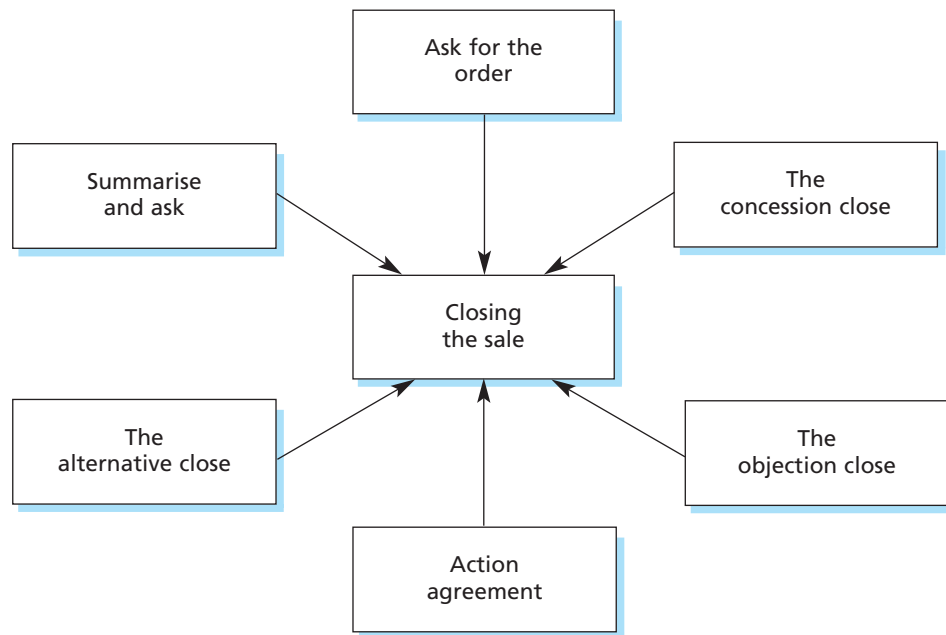 Ask for the
order
Summarise
and ask
The
concession close
Closing
the sale
The
alternative close
The
objection close
Action
agreement